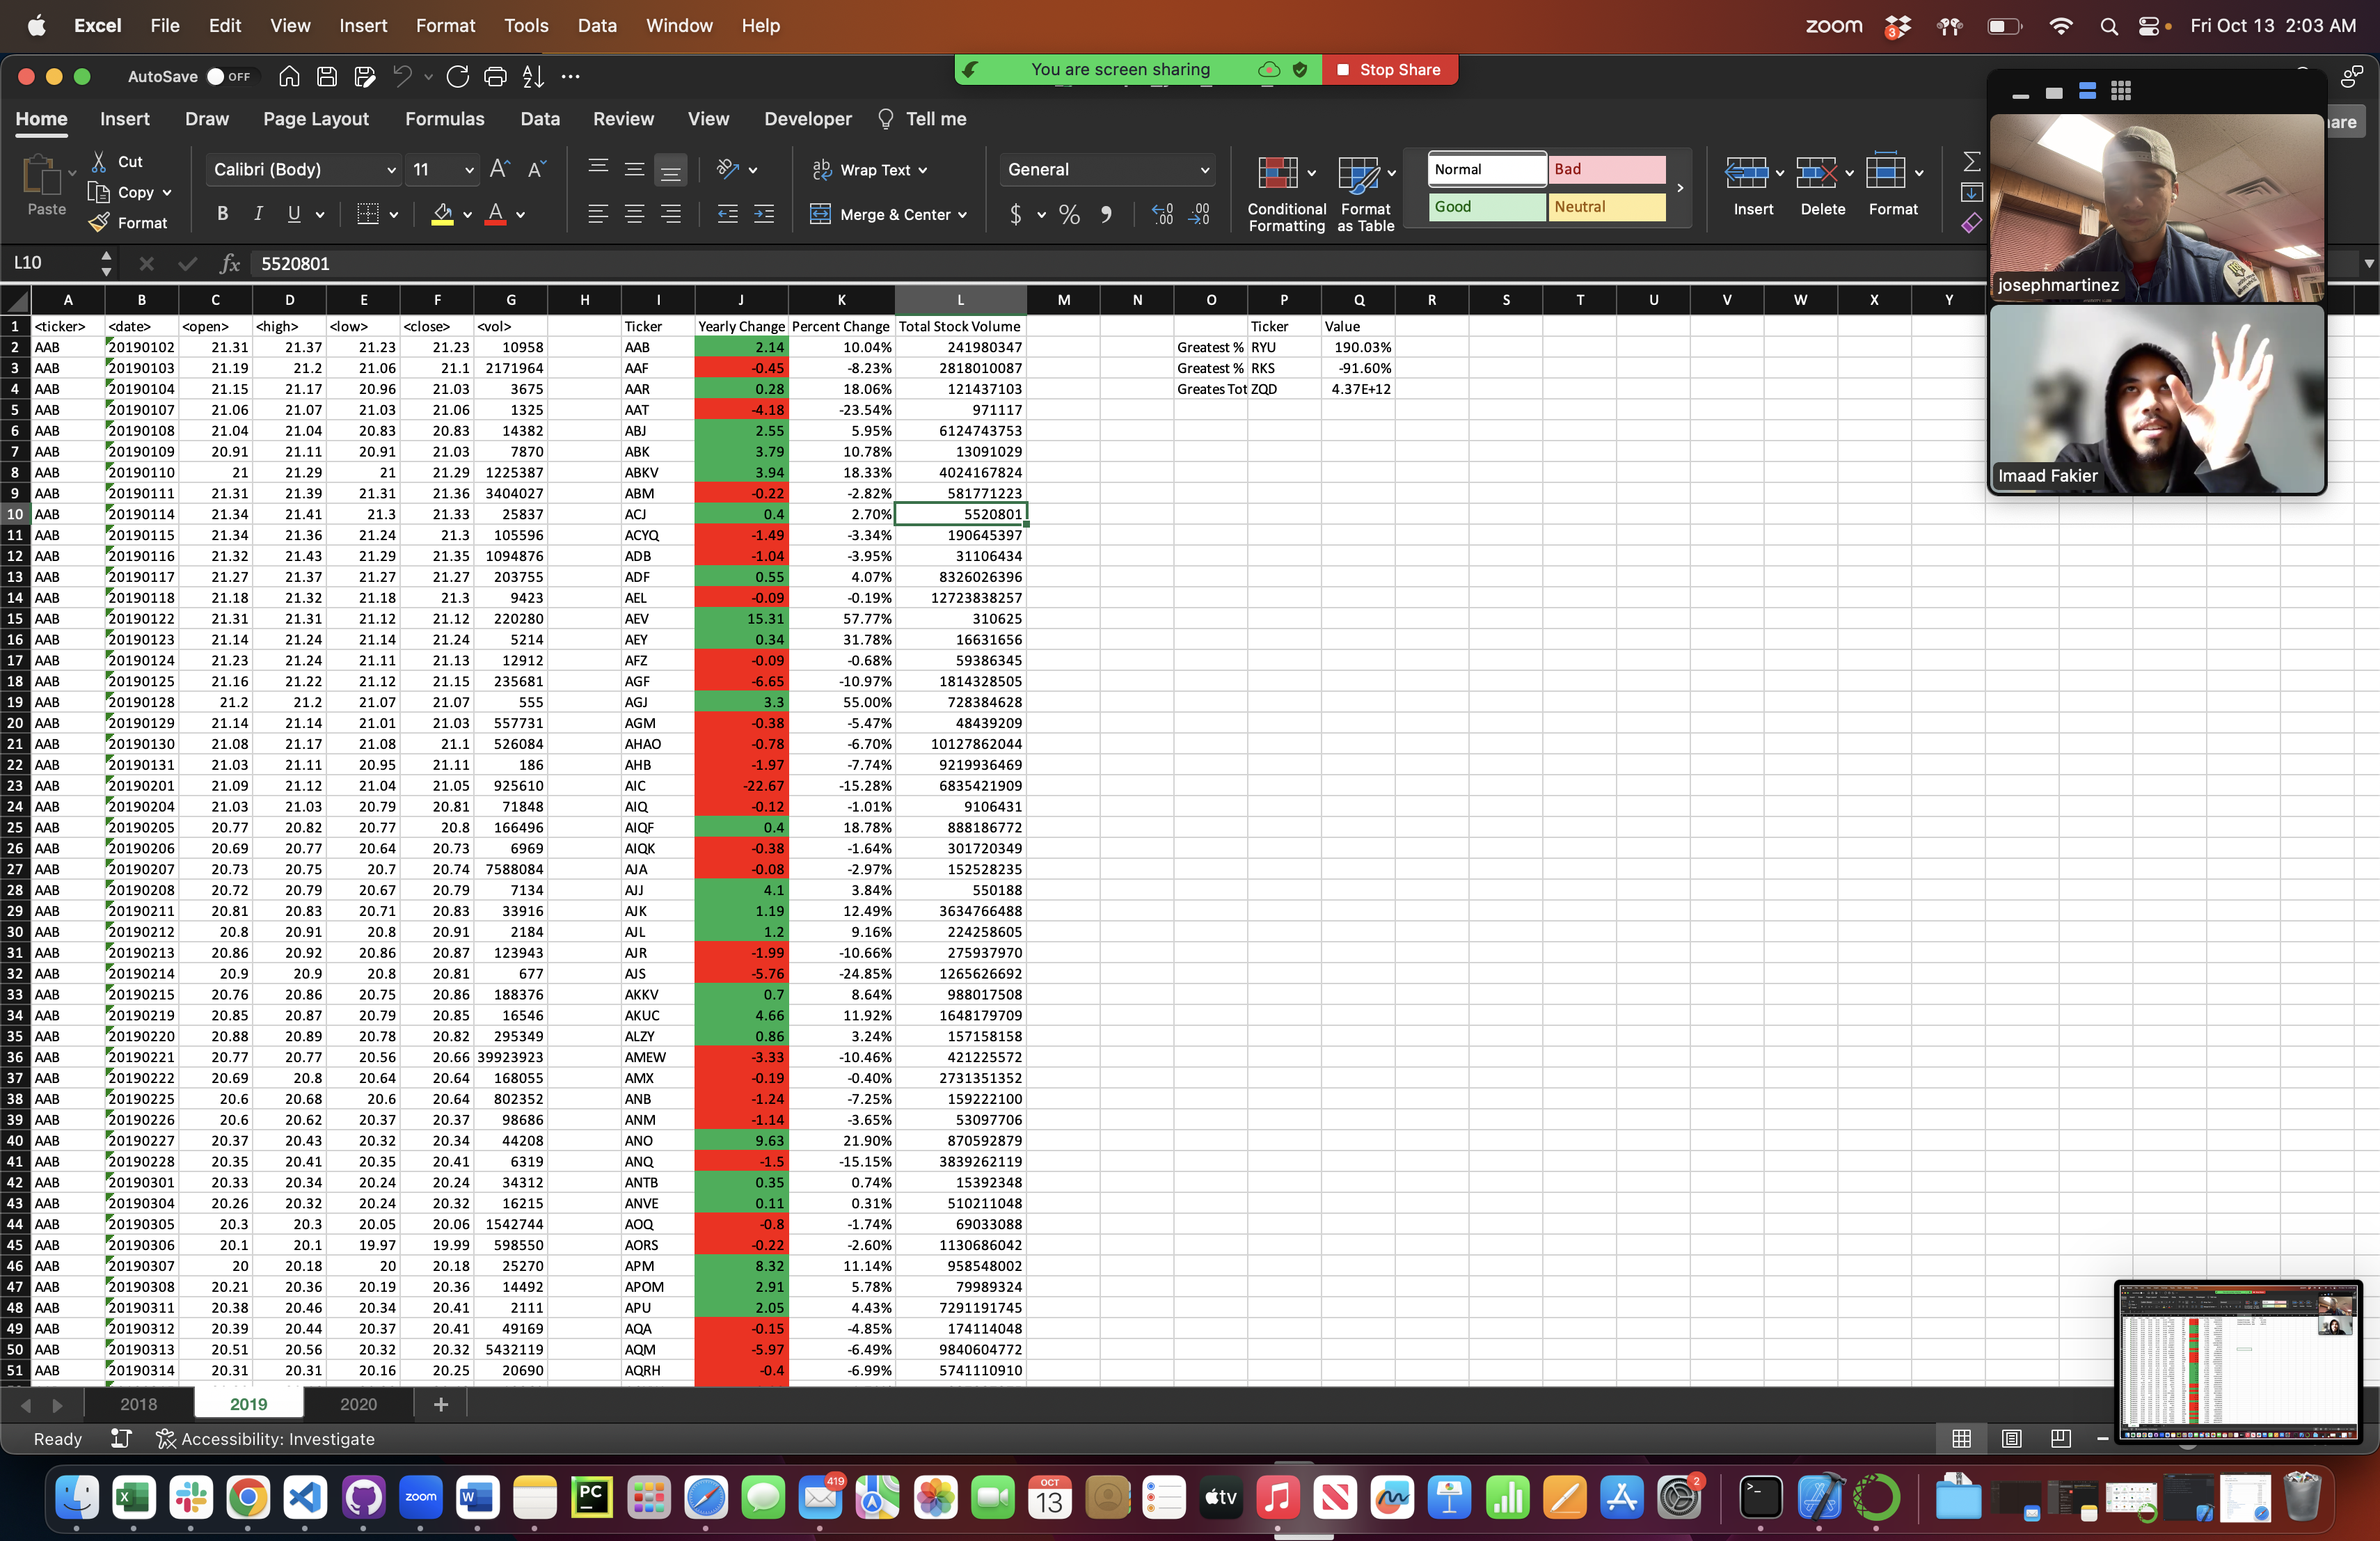 Excel File Edit View Insert Format Tools Data Window Help zoom 3 Fri Oct 13 2:03 AM
AutoSave OFF You are screen sharing Stop Share
Home Insert Draw Page Layout Formulas Data Review View Developer Tell me are
Paste Cut Copy Format
Calibri (Body) 11 Wrap Text General
B I U A Merge & Center $ % .00
Conditional Formatting Format as Table
Normal Bad
Good Neutral
Insert Delete Format
josephmartinez
Imaad Fakier
L10 fx 5520801
A B C D E F G H I J K L M N O P Q R S T U V W X Y
1 <ticker> <date> <open> <high> <low> <close> <vol> Ticker Yearly Change Percent Change Total Stock Volume Ticker Value
2 AAB 20190102 21.31 21.37 21.23 21.23 10958 AAB 2.14 10.04% 241980347 Greatest % RYU 190.03%
3 AAB 20190103 21.19 21.2 21.06 21.1 2171964 AAF -0.45 -8.23% 2818010087 Greatest % RKS -91.60%
4 AAB 20190104 21.15 21.17 20.96 21.03 3675 AAR 0.28 18.06% 121437103 Greates Tot ZQD 4.37E+12
5 AAB 20190107 21.06 21.07 21.03 21.06 1325 AAT -4.18 -23.54% 971117
6 AAB 20190108 21.04 21.04 20.83 20.83 14382 ABJ 2.55 5.95% 6124743753
7 AAB 20190109 20.91 21.11 20.91 21.03 7870 ABK 3.79 10.78% 13091029
8 AAB 20190110 21 21.29 21 21.29 1225387 ABKV 3.94 18.33% 4024167824
9 AAB 20190111 21.31 21.39 21.31 21.36 3404027 ABM -0.22 -2.82% 581771223
10 AAB 20190114 21.34 21.41 21.3 21.33 25837 ACJ 0.4 2.70% 5520801
11 AAB 20190115 21.34 21.36 21.24 21.3 105596 ACYQ -1.49 -3.34% 190645397
12 AAB 20190116 21.32 21.43 21.29 21.35 1094876 ADB -1.04 -3.95% 31106434
13 AAB 20190117 21.27 21.37 21.27 21.27 203755 ADF 0.55 4.07% 8326026396
14 AAB 20190118 21.18 21.32 21.18 21.3 9423 AEL -0.09 -0.19% 12723838257
15 AAB 20190122 21.31 21.31 21.12 21.12 220280 AEV 15.31 57.77% 310625
16 AAB 20190123 21.14 21.24 21.14 21.24 5214 AEY 0.34 31.78% 16631656
17 AAB 20190124 21.23 21.24 21.11 21.13 12912 AFZ -0.09 -0.68% 59386345
18 AAB 20190125 21.16 21.22 21.12 21.15 235681 AGF -6.65 -10.97% 1814328505
19 AAB 20190128 21.2 21.2 21.07 21.07 555 AGJ 3.3 55.00% 728384628
20 AAB 20190129 21.14 21.14 21.01 21.03 557731 AGM -0.38 -5.47% 48439209
21 AAB 20190130 21.08 21.17 21.08 21.1 526084 AHAO -0.78 -6.70% 10127862044
22 AAB 20190131 21.03 21.11 20.95 21.11 186 AHB -1.97 -7.74% 9219936469
23 AAB 20190201 21.09 21.12 21.04 21.05 925610 AIC -22.67 -15.28% 6835421909
24 AAB 20190204 21.03 21.03 20.79 20.81 71848 AIQ -0.12 -1.01% 9106431
25 AAB 20190205 20.77 20.82 20.77 20.8 166496 AIQF 0.4 18.78% 888186772
26 AAB 20190206 20.69 20.77 20.64 20.73 6969 AIQK -0.38 -1.64% 301720349
27 AAB 20190207 20.73 20.75 20.7 20.74 7588084 AJA -0.08 -2.97% 152528235
28 AAB 20190208 20.72 20.79 20.67 20.79 7134 AJJ 4.1 3.84% 550188
29 AAB 20190211 20.81 20.83 20.71 20.83 33916 AJK 1.19 12.49% 3634766488
30 AAB 20190212 20.8 20.91 20.8 20.91 2184 AJL 1.2 9.16% 224258605
31 AAB 20190213 20.86 20.92 20.86 20.87 123943 AJR -1.99 -10.66% 275937970
32 AAB 20190214 20.9 20.9 20.8 20.81 677 AJS -5.76 -24.85% 1265626692
33 AAB 20190215 20.76 20.86 20.75 20.86 188376 AKKV 0.7 8.64% 988017508
34 AAB 20190219 20.85 20.87 20.79 20.85 16546 AKUC 4.66 11.92% 1648179709
35 AAB 20190220 20.88 20.89 20.78 20.82 295349 ALZY 0.86 3.24% 157158158
36 AAB 20190221 20.77 20.77 20.56 20.66 39923923 AMEW -3.33 -10.46% 421225572
37 AAB 20190222 20.69 20.8 20.64 20.64 168055 AMX -0.19 -0.40% 2731351352
38 AAB 20190225 20.6 20.68 20.6 20.64 802352 ANB -1.24 -7.25% 159222100
39 AAB 20190226 20.6 20.62 20.37 20.37 98686 ANM -1.14 -3.65% 53097706
40 AAB 20190227 20.37 20.43 20.32 20.34 44208 ANO 9.63 21.90% 870592879
41 AAB 20190228 20.35 20.41 20.35 20.41 6319 ANQ -1.5 -15.15% 3839262119
42 AAB 20190301 20.33 20.34 20.24 20.24 34312 ANTB 0.35 0.74% 15392348
43 AAB 20190304 20.26 20.32 20.24 20.32 16215 ANVE 0.11 0.31% 510211048
44 AAB 20190305 20.3 20.3 20.05 20.06 1542744 AOQ -0.8 -1.74% 69033088
45 AAB 20190306 20.1 20.1 19.97 19.99 598550 AORS -0.22 -2.60% 1130686042
46 AAB 20190307 20 20.18 20 20.18 25270 APM 8.32 11.14% 958548002
47 AAB 20190308 20.21 20.36 20.19 20.36 14492 APOM 2.91 5.78% 79989324
48 AAB 20190311 20.38 20.46 20.34 20.41 2111 APU 2.05 4.43% 7291191745
49 AAB 20190312 20.39 20.44 20.37 20.41 49169 AQA -0.15 -4.85% 174114048
50 AAB 20190313 20.51 20.56 20.32 20.32 5432119 AQM -5.97 -6.49% 9840604772
51 AAB 20190314 20.31 20.31 20.16 20.25 20690 AQRH -0.4 -6.99% 5741110910
2018 2019 2020 +
Ready Accessibility: Investigate
zoom W PC 419 OCT 13 tv 2